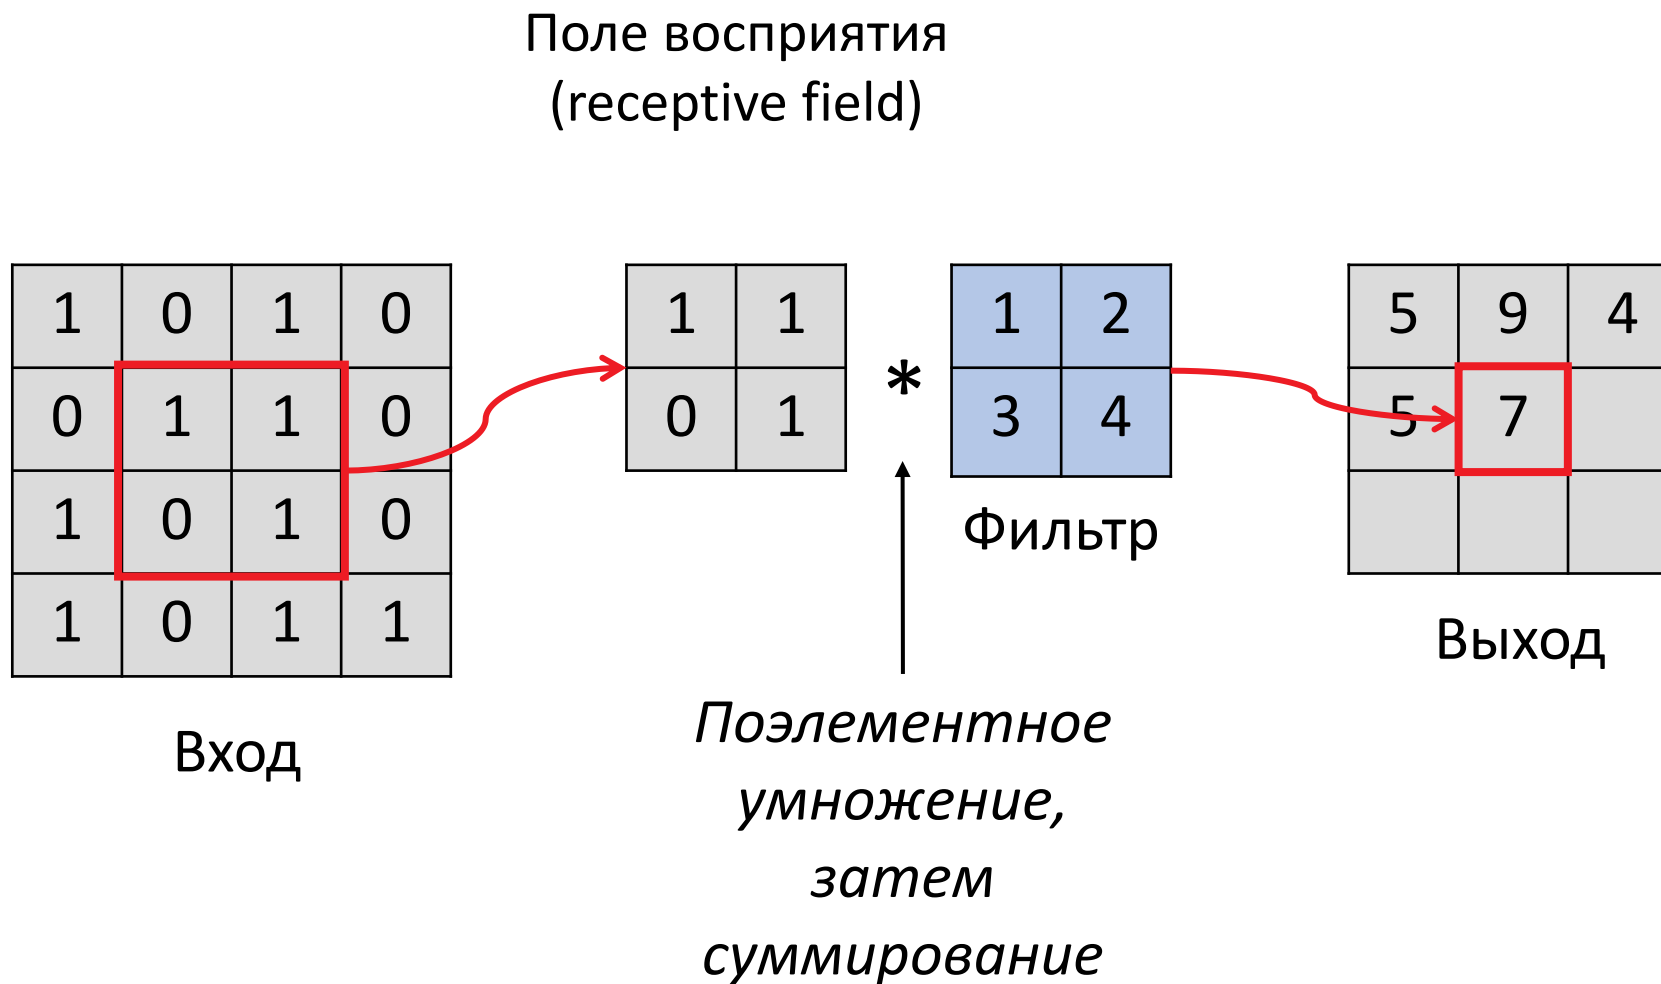 Поле восприятия
(receptive field)
1 0 1 0
0 1 1 0
1 0 1 0
1 0 1 1
Вход
1 1
0 1
*
1 2
3 4
Фильтр
5 9 4
5 7
Выход
Поэлементное
умножение,
затем
суммирование